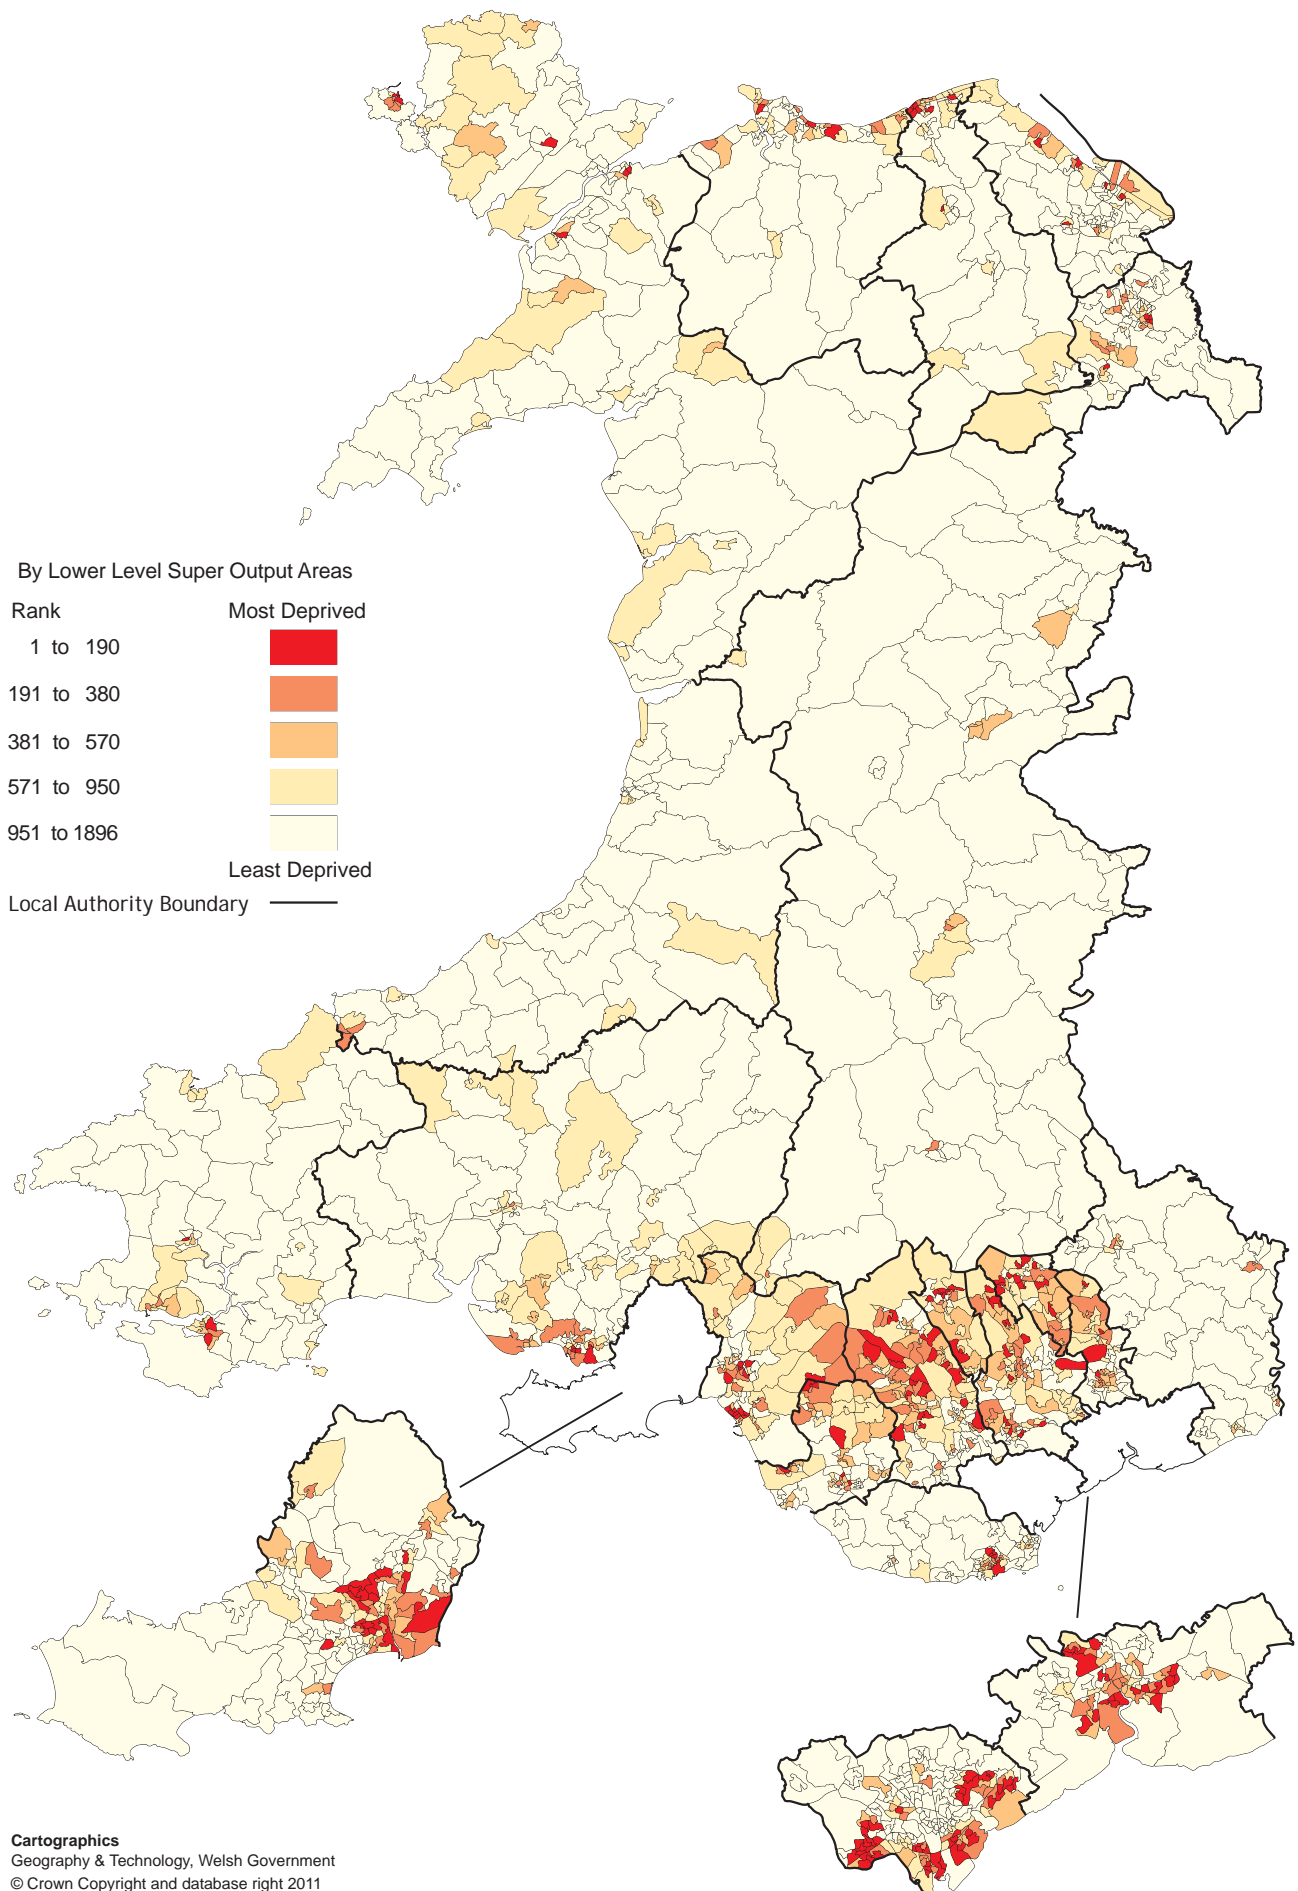 By Lower Level Super Output Areas
Rank Most Deprived
1 to 190
191 to 380
381 to 570
571 to 950
951 to 1896
Least Deprived
Local Authority Boundary
Cartographics
Geography & Technology, Welsh Government
© Crown Copyright and database right 2011